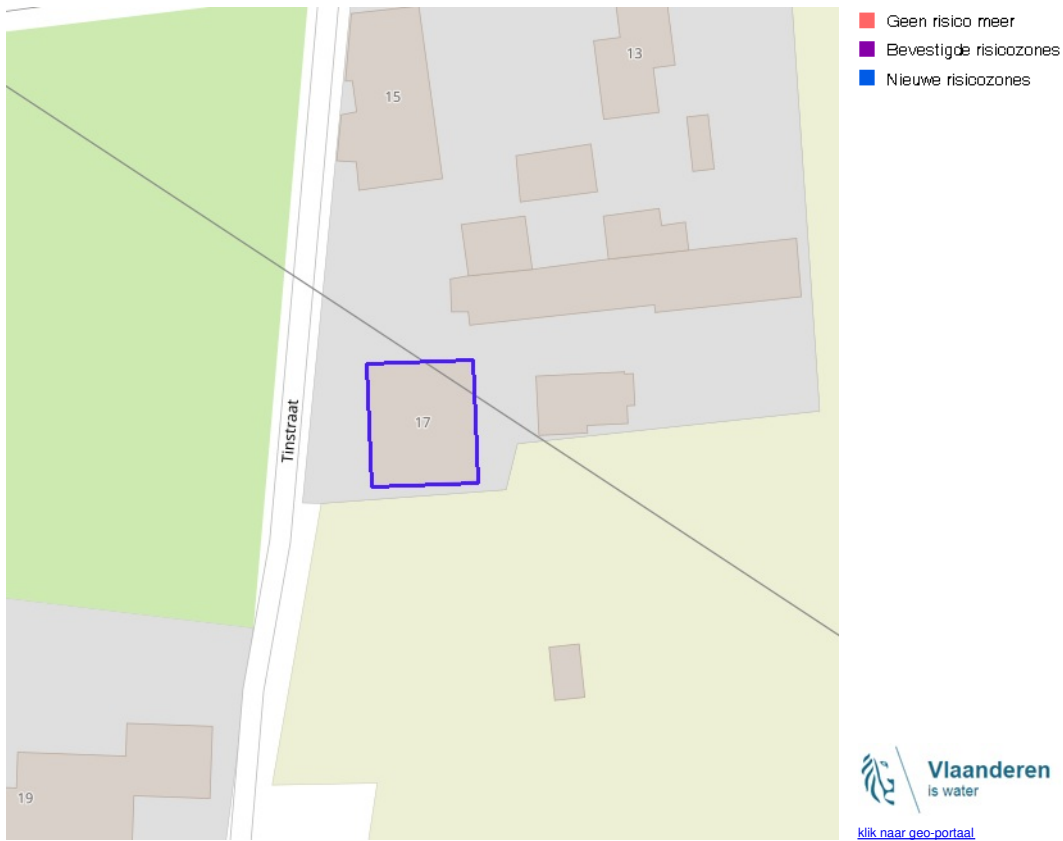 Geen risico meer
Bevestigde risicozones
Nieuwe risicozones
13
15
Tinstraat
17
19
Vlaanderen
is water
klik naar geo-portaal